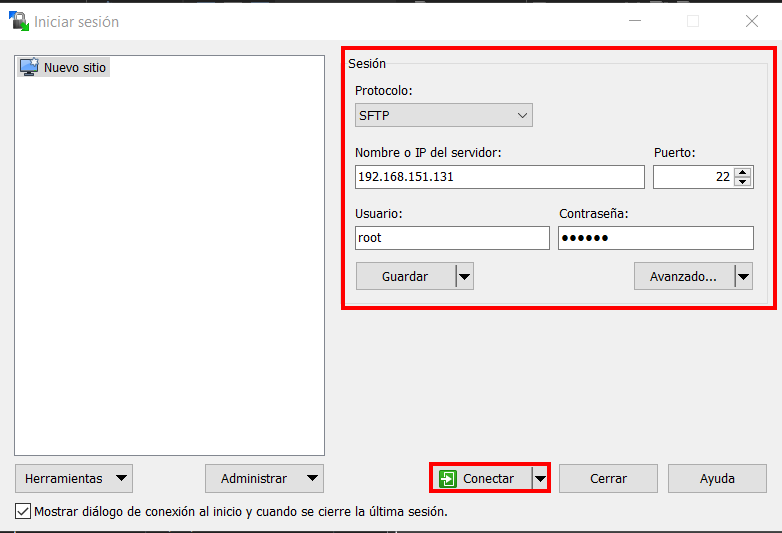 Iniciar sesión
Nuevo sitio
Sesión
Protocolo:
SFTP
Nombre o IP del servidor: Puerto:
192.168.151.131 22
Usuario: Contraseña:
root ••••••
Guardar Avanzado...
Herramientas Administrar Conectar Cerrar Ayuda
Mostrar diálogo de conexión al inicio y cuando se cierre la última sesión.